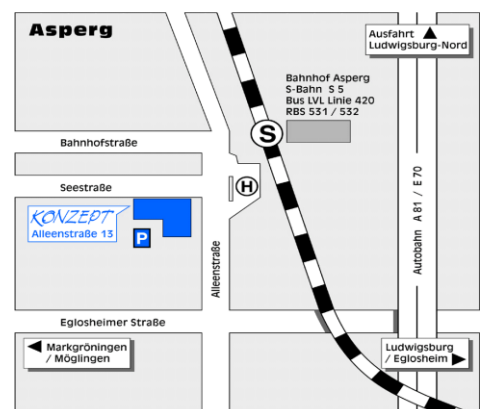 Asperg
Ausfahrt
Ludwigsburg-Nord
Bahnhof Asperg
S-Bahn S 5
Bus LVL Linie 420
RBS 531 / 532
S
Bahnhofstraße
Seestraße
H
KONZEPT
Alleenstraße 13
P
Alleenstraße
Autobahn A 81 / E 70
Eglosheimer Straße
Markgröningen
/ Möglingen
Ludwigsburg
/ Eglosheim